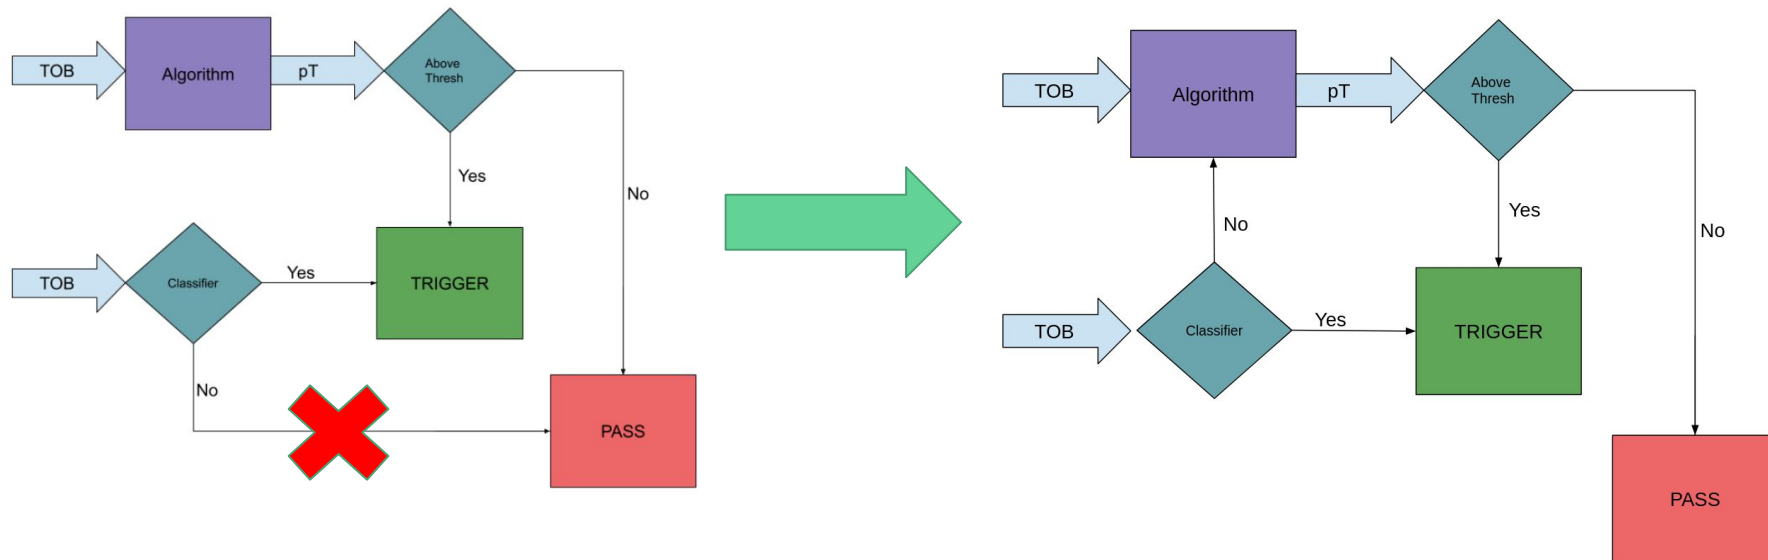 TOB
Algorithm
pT
Above
Thresh
Yes
No
TOB
Classifier
Yes
TRIGGER
No
PASS
TOB
Algorithm
pT
Above
Thresh
No
Yes
No
TOB
Classifier
Yes
TRIGGER
PASS